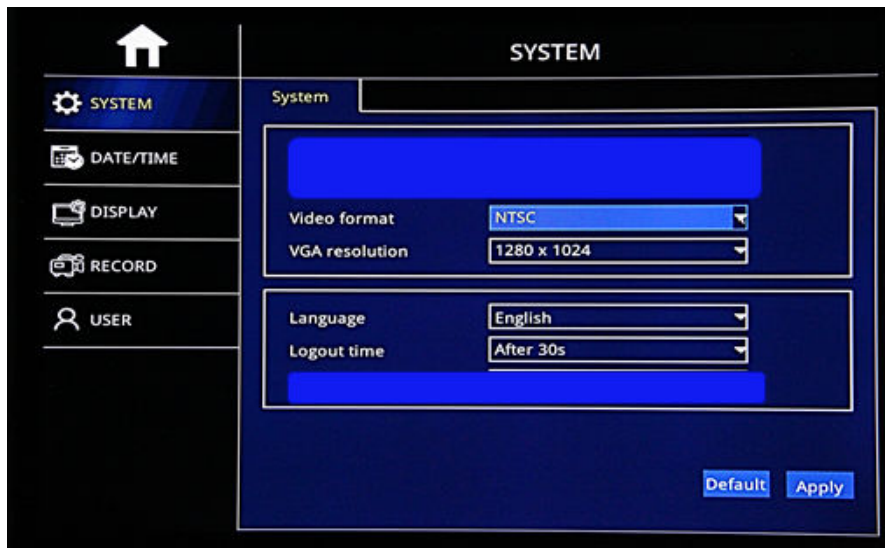 SYSTEM
SYSTEM
DATE/TIME
DISPLAY
RECORD
USER
System
Video format NTSC
VGA resolution 1280 x 1024
Language English
Logout time After 30s
Default Apply